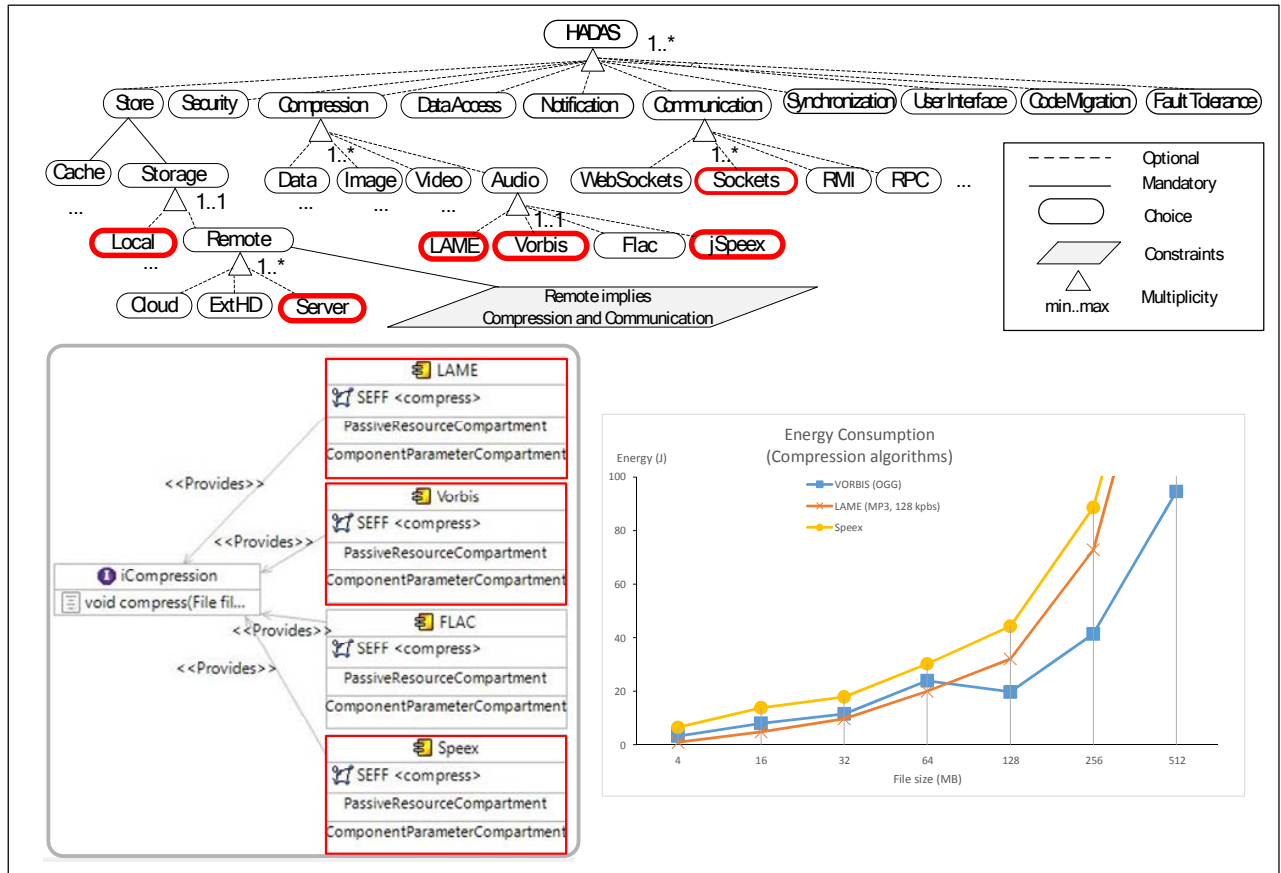 HADAS
1..*
Store
Security
Compression
Data Access
Notification
Communication
Synchronization
User Interface
Code Migration
Fault Tolerance
1..*
1..*
Cache
Storage
Data
Image
Video
Audio
WebSockets
Sockets
RMI
RPC
...
...
1..1
...
...
...
1..1
Local
Remote
LAME
Vorbis
Flac
jSpeex
...
1..*
Cloud
ExtHD
Server
Remote implies
Compression and Communication
Optional
Mandatory
Choice
Constraints
Multiplicity
min..max
LAME
SEFF <compress>
PassiveResourceCompartment
ComponentParameterCompartment
<<Provides>>
Vorbis
SEFF <compress>
PassiveResourceCompartment
ComponentParameterCompartment
<<Provides>>
I iCompression
void compress(File fil...
<<Provides>>
FLAC
SEFF <compress>
PassiveResourceCompartment
ComponentParameterCompartment
<<Provides>>
Speex
SEFF <compress>
PassiveResourceCompartment
ComponentParameterCompartment
Energy Consumption
(Compression algorithms)
Energy (J)
VORBIS (OGG)
LAME (MP3, 128 kpbs)
Speex
100
80
60
40
20
0
4
16
32
64
128
256
512
File size (MB)